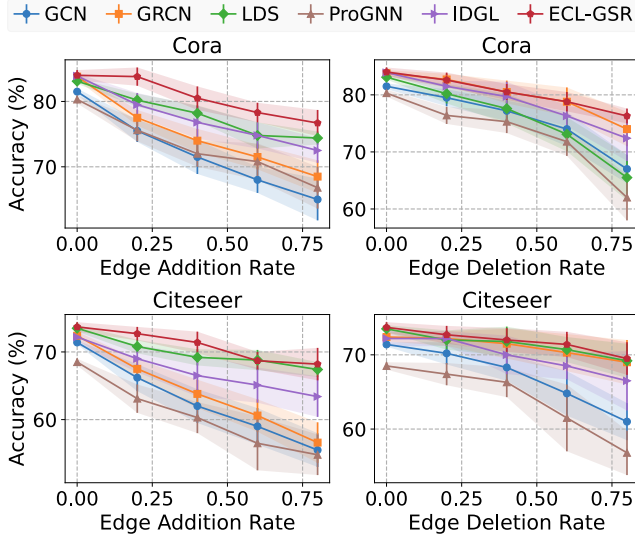 GCN GRCN LDS ProGNN IDGL ECL-GSR
Cora Cora
Accuracy (%)
80
70
0.00 0.25 0.50 0.75
Edge Addition Rate
80
70
60
0.00 0.25 0.50 0.75
Edge Deletion Rate
Citeseer Citeseer
Accuracy (%)
70
60
0.00 0.25 0.50 0.75
Edge Addition Rate
70
60
0.00 0.25 0.50 0.75
Edge Deletion Rate